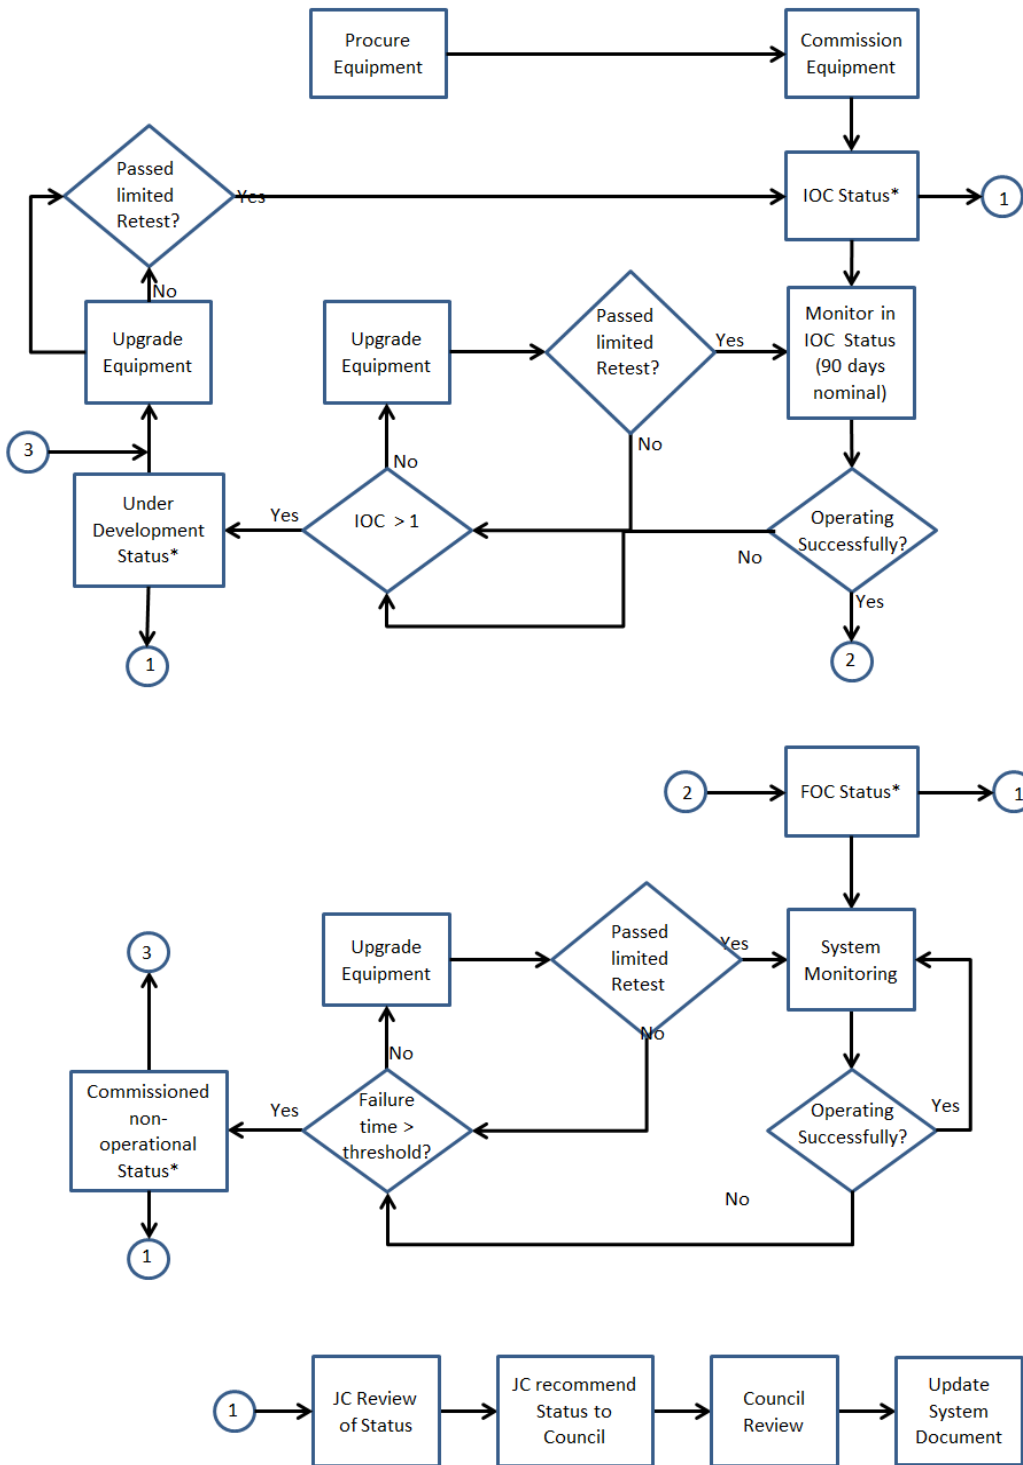 Procure
Equipment
Commission
Equipment
Passed
limited
Retest?
Yes
IOC Status*
1
No
Upgrade
Equipment
Upgrade
Equipment
Passed
limited
Retest?
Yes
Monitor in
IOC Status
(90 days
nominal)
3
No
No
Under
Development
Status*
Yes
IOC > 1
No
Operating
Successfully?
Yes
1
2
2
FOC Status*
1
3
Upgrade
Equipment
Passed
limited
Retest
Yes
System
Monitoring
No
No
Commissioned
non-
operational
Status*
Yes
Failure
time >
threshold?
Operating
Successfully?
Yes
No
1
1
JC Review
of Status
JC recommend
Status to
Council
Council
Review
Update
System
Document